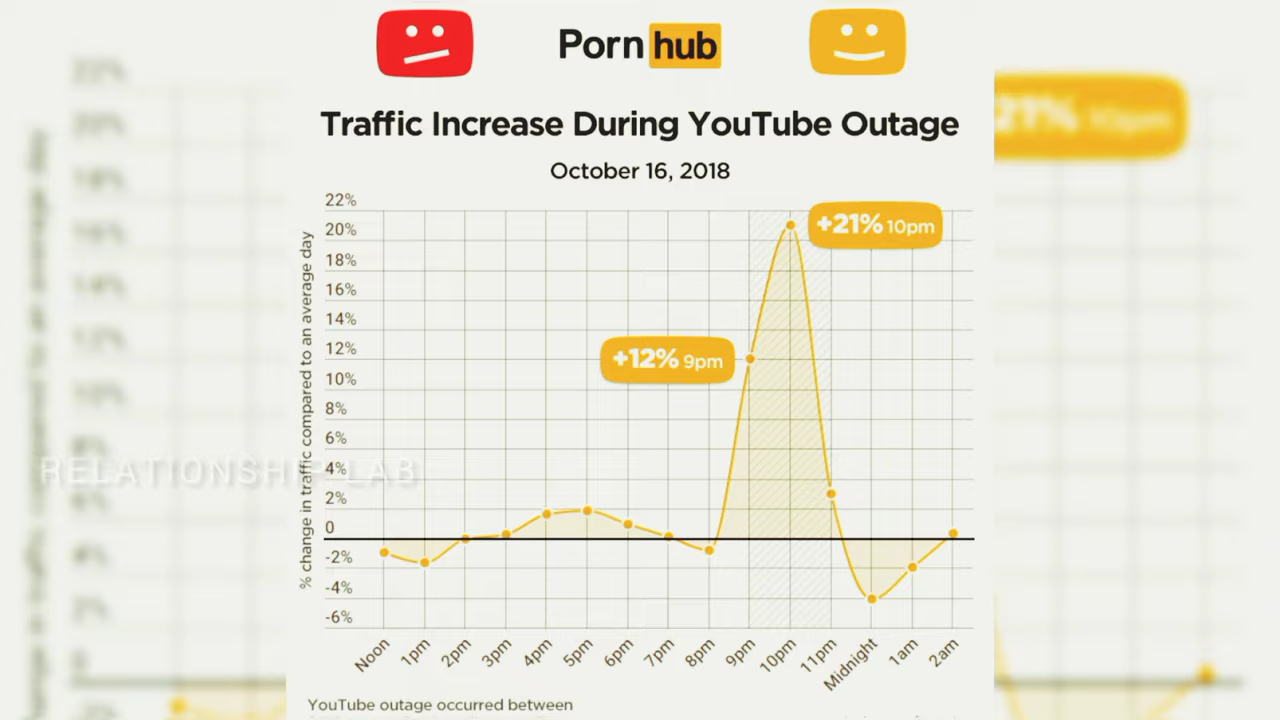 Porn hub
Traffic Increase During YouTube Outage
October 16, 2018
22%
20%
18%
16%
14%
12%
10%
8%
6%
4%
2%
0
-2%
-4%
-6%
% change in traffic compared to an average day
+21% 10pm
+12% 9pm
RELATIONSHIP LAB
Noon 1pm 2pm 3pm 4pm 5pm 6pm 7pm 8pm 9pm 10pm 11pm Midnight 1am 2am
YouTube outage occurred between